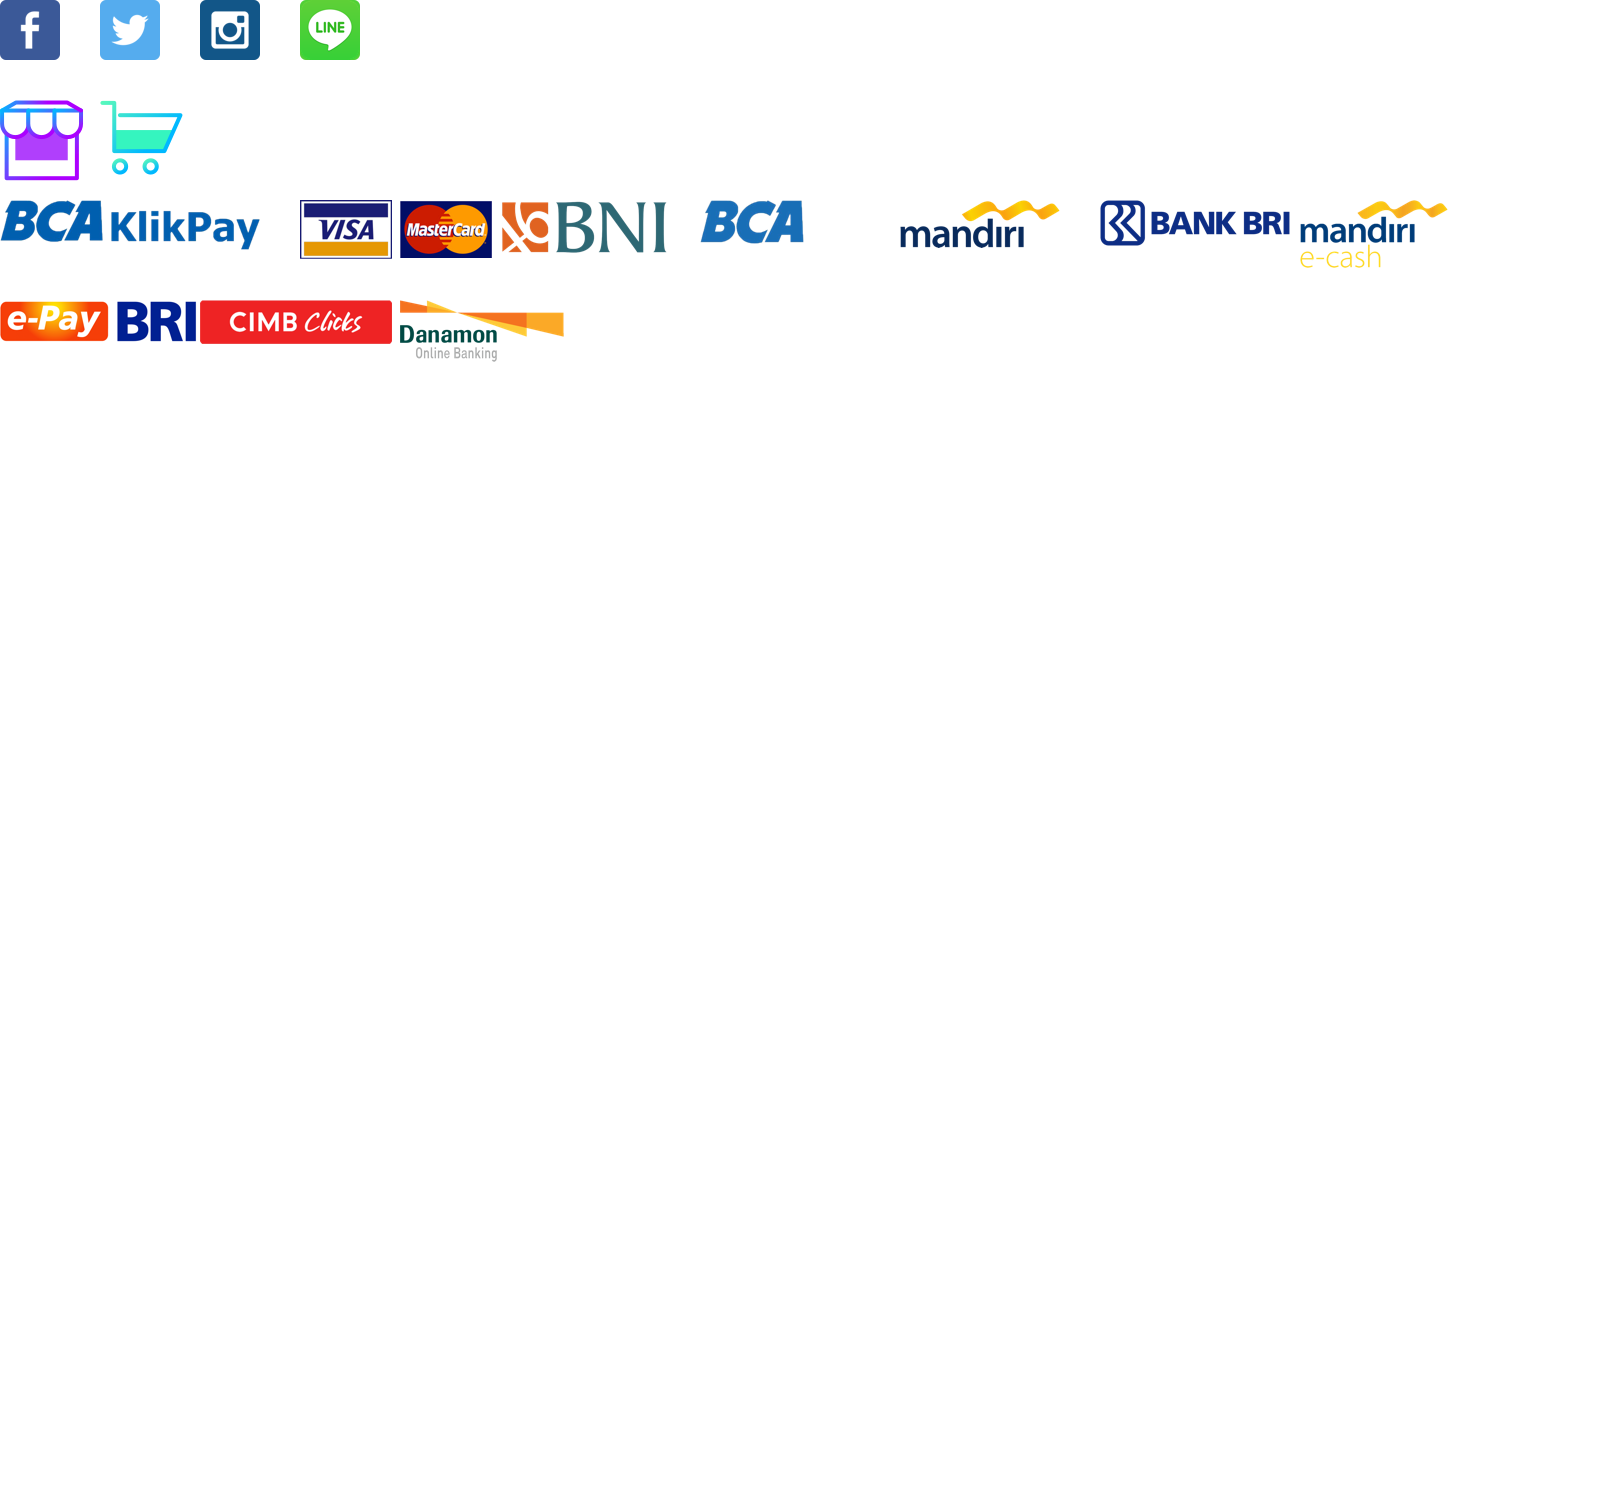 LINE
BCA KlikPay
VISA
MasterCard
BNI
BCA
mandiri
BANK BRI
mandiri
e-cash
e-Pay BRI
CIMB Clicks
Danamon
Online Banking